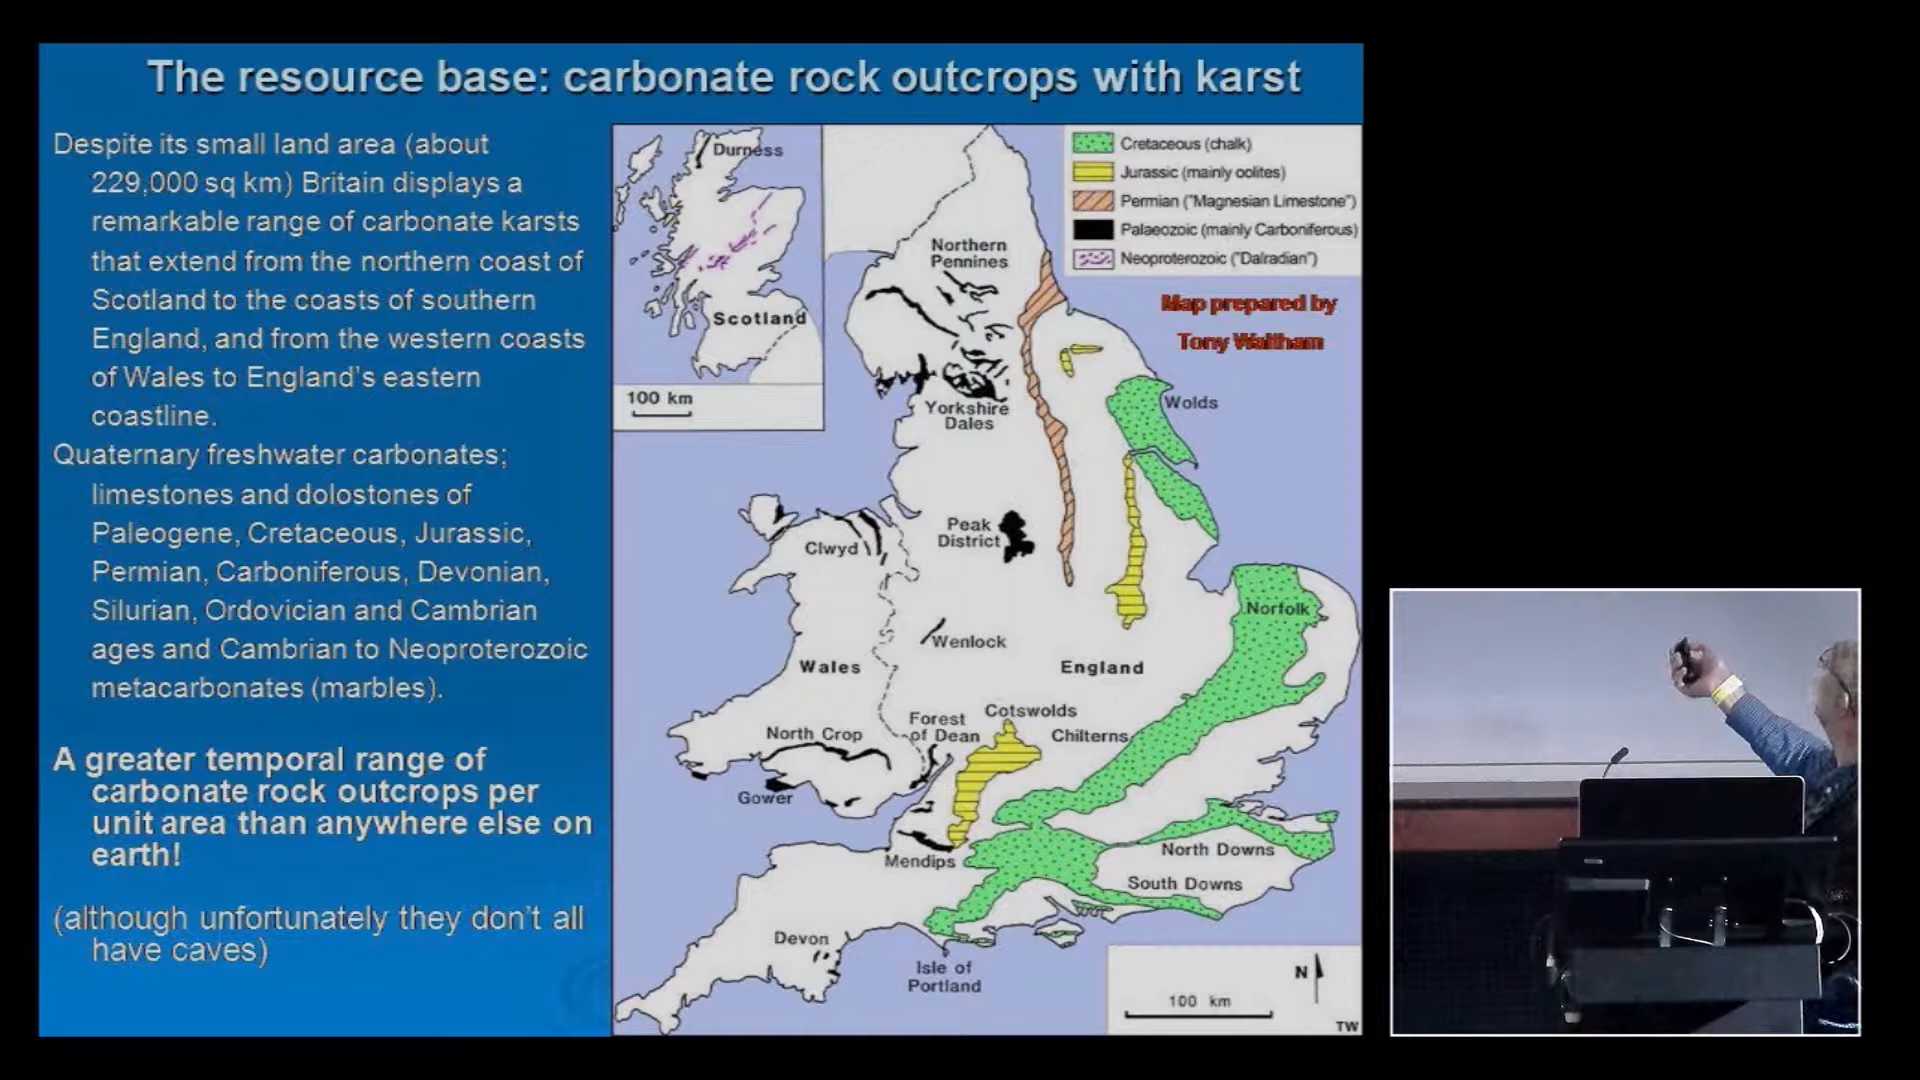 The resource base: carbonate rock outcrops with karst
Despite its small land area (about
229,000 sq km) Britain displays a
remarkable range of carbonate karsts
that extend from the northern coast of
Scotland to the coasts of southern
England, and from the western coasts
of Wales to England's eastern
coastline.
Quaternary freshwater carbonates;
limestones and dolostones of
Paleogene, Cretaceous, Jurassic,
Permian, Carboniferous, Devonian,
Silurian, Ordovician and Cambrian
ages and Cambrian to Neoproterozoic
metacarbonates (marbles).
A greater temporal range of
carbonate rock outcrops per
unit area than anywhere else on
earth!
(although unfortunately they don't all
have caves)
Durness
Scotland
100 km
Cretaceous (chalk)
Jurassic (mainly oolites)
Permian ("Magnesian Limestone")
Palaeozoic (mainly Carboniferous)
Neoproterozoic ("Dalradian")
Map prepared by
Tony Waltham
Northern
Pennines
Yorkshire
Dales
Wolds
Peak
District
Clwyd
Norfolk
Wenlock
Wales
England
Cotswolds
Forest
of Dean
North Crop
Chilterns
Gower
Mendips
North Downs
South Downs
Devon
Isle of
Portland
N
100 km
TW